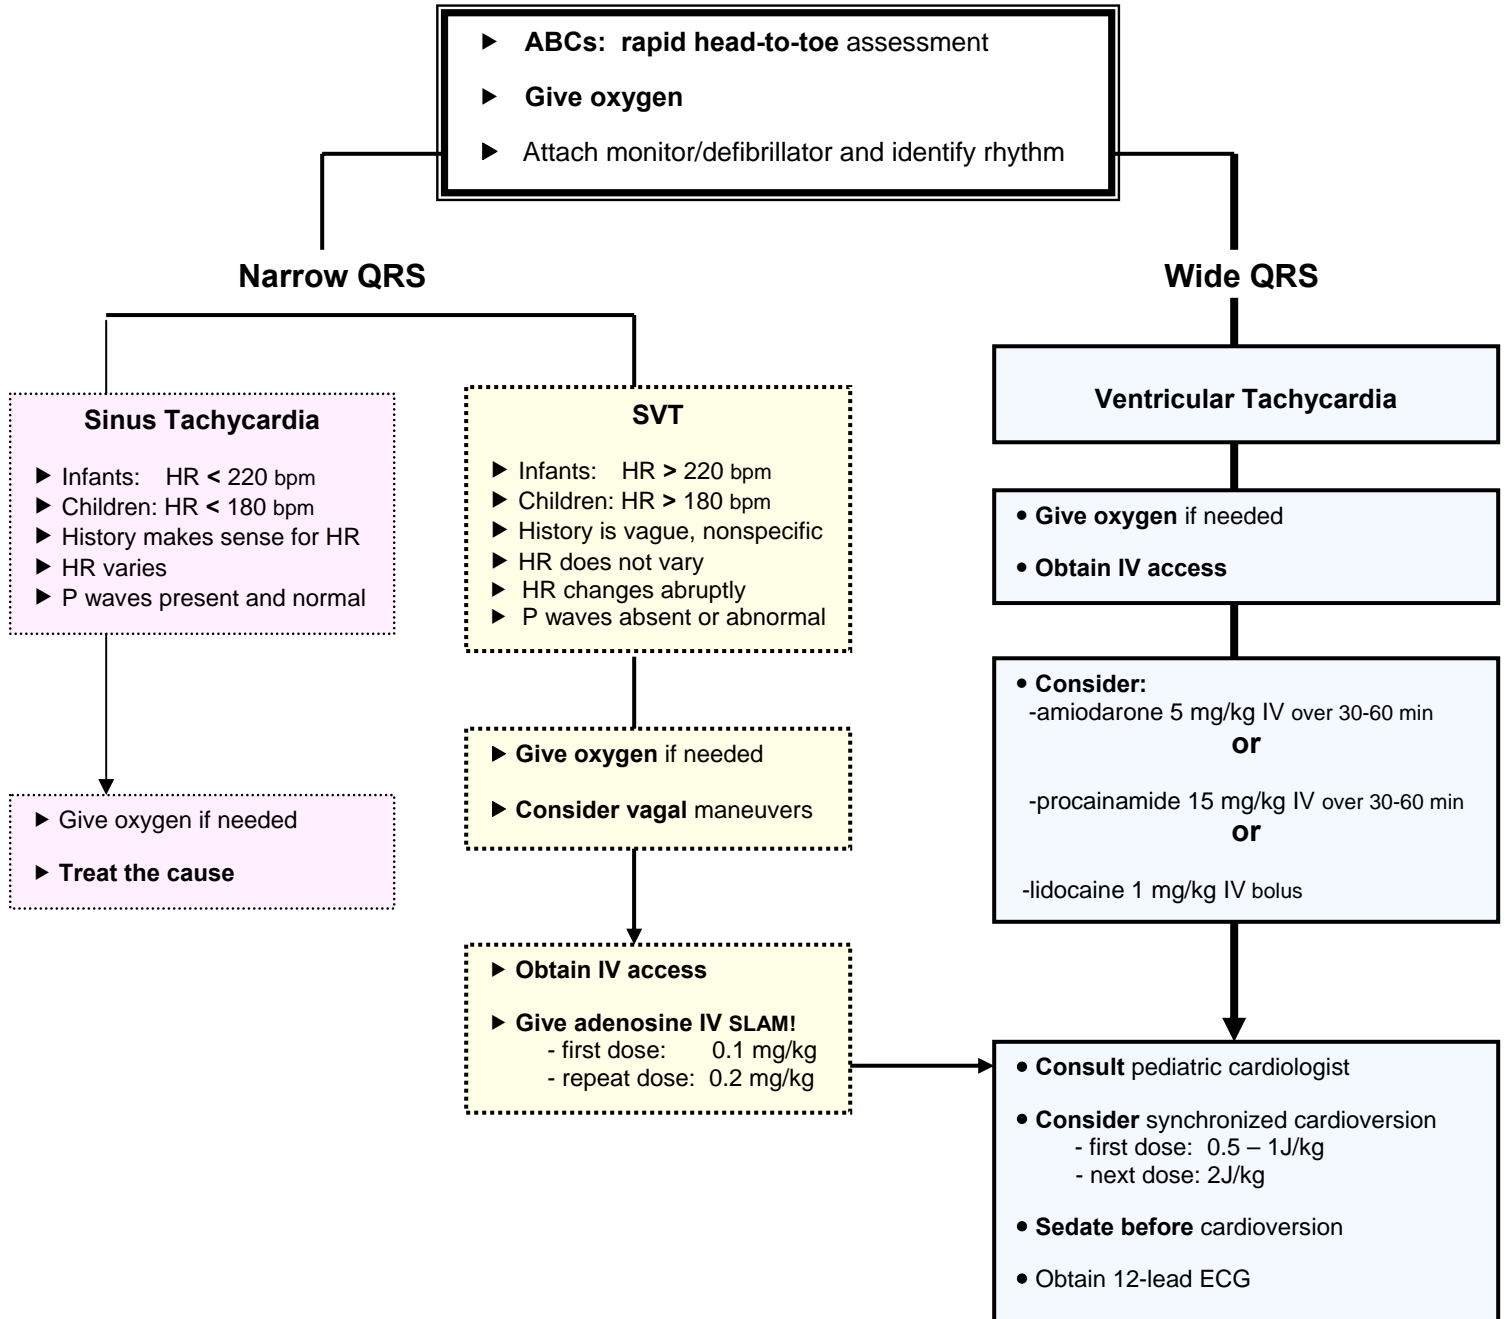 ► ABCs: rapid head-to-toe assessment
► Give oxygen
► Attach monitor/defibrillator and identify rhythm
Narrow QRS
Wide QRS
Sinus Tachycardia
► Infants: HR < 220 bpm
► Children: HR < 180 bpm
► History makes sense for HR
► HR varies
► P waves present and normal
► Give oxygen if needed
► Treat the cause
SVT
► Infants: HR > 220 bpm
► Children: HR > 180 bpm
► History is vague, nonspecific
► HR does not vary
► HR changes abruptly
► P waves absent or abnormal
► Give oxygen if needed
► Consider vagal maneuvers
► Obtain IV access
► Give adenosine IV SLAM!
- first dose: 0.1 mg/kg
- repeat dose: 0.2 mg/kg
Ventricular Tachycardia
• Give oxygen if needed
• Obtain IV access
• Consider:
-amiodarone 5 mg/kg IV over 30-60 min
or
-procainamide 15 mg/kg IV over 30-60 min
or
-lidocaine 1 mg/kg IV bolus
• Consult pediatric cardiologist
• Consider synchronized cardioversion
- first dose: 0.5 – 1J/kg
- next dose: 2J/kg
• Sedate before cardioversion
• Obtain 12-lead ECG